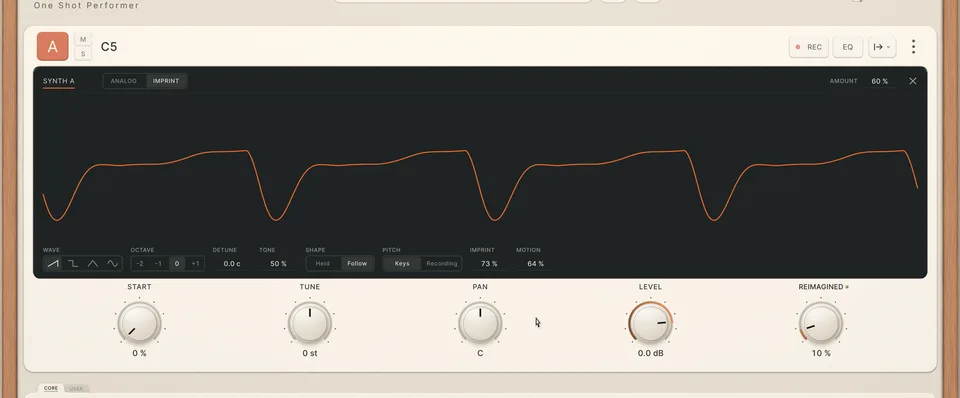 One Shot Performer
A
M
S
C5
REC
EQ
SYNTH A
ANALOG
IMPRINT
AMOUNT
60 %
WAVE
OCTAVE
DETUNE
TONE
SHAPE
PITCH
IMPRINT
MOTION
-2
-1
0
+1
0.0 c
50 %
Held
Follow
Keys
Recording
73 %
64 %
START
TUNE
PAN
LEVEL
REIMAGINED
0 %
0 st
C
0.0 dB
10 %
CORE
USER